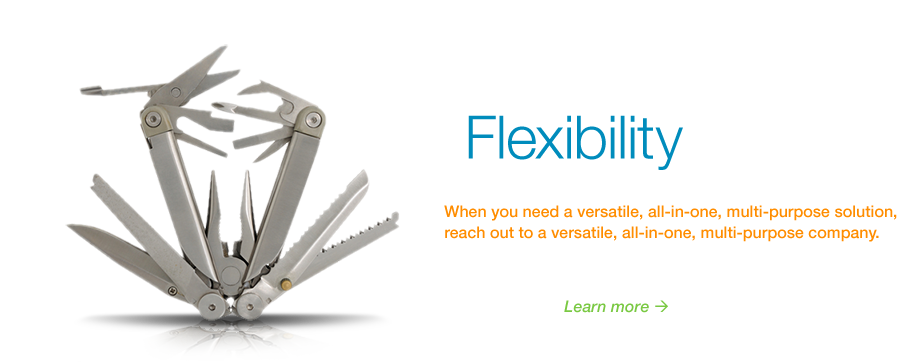 Flexibility
When you need a versatile, all-in-one, multi-purpose solution,
reach out to a versatile, all-in-one, multi-purpose company.
Learn more →